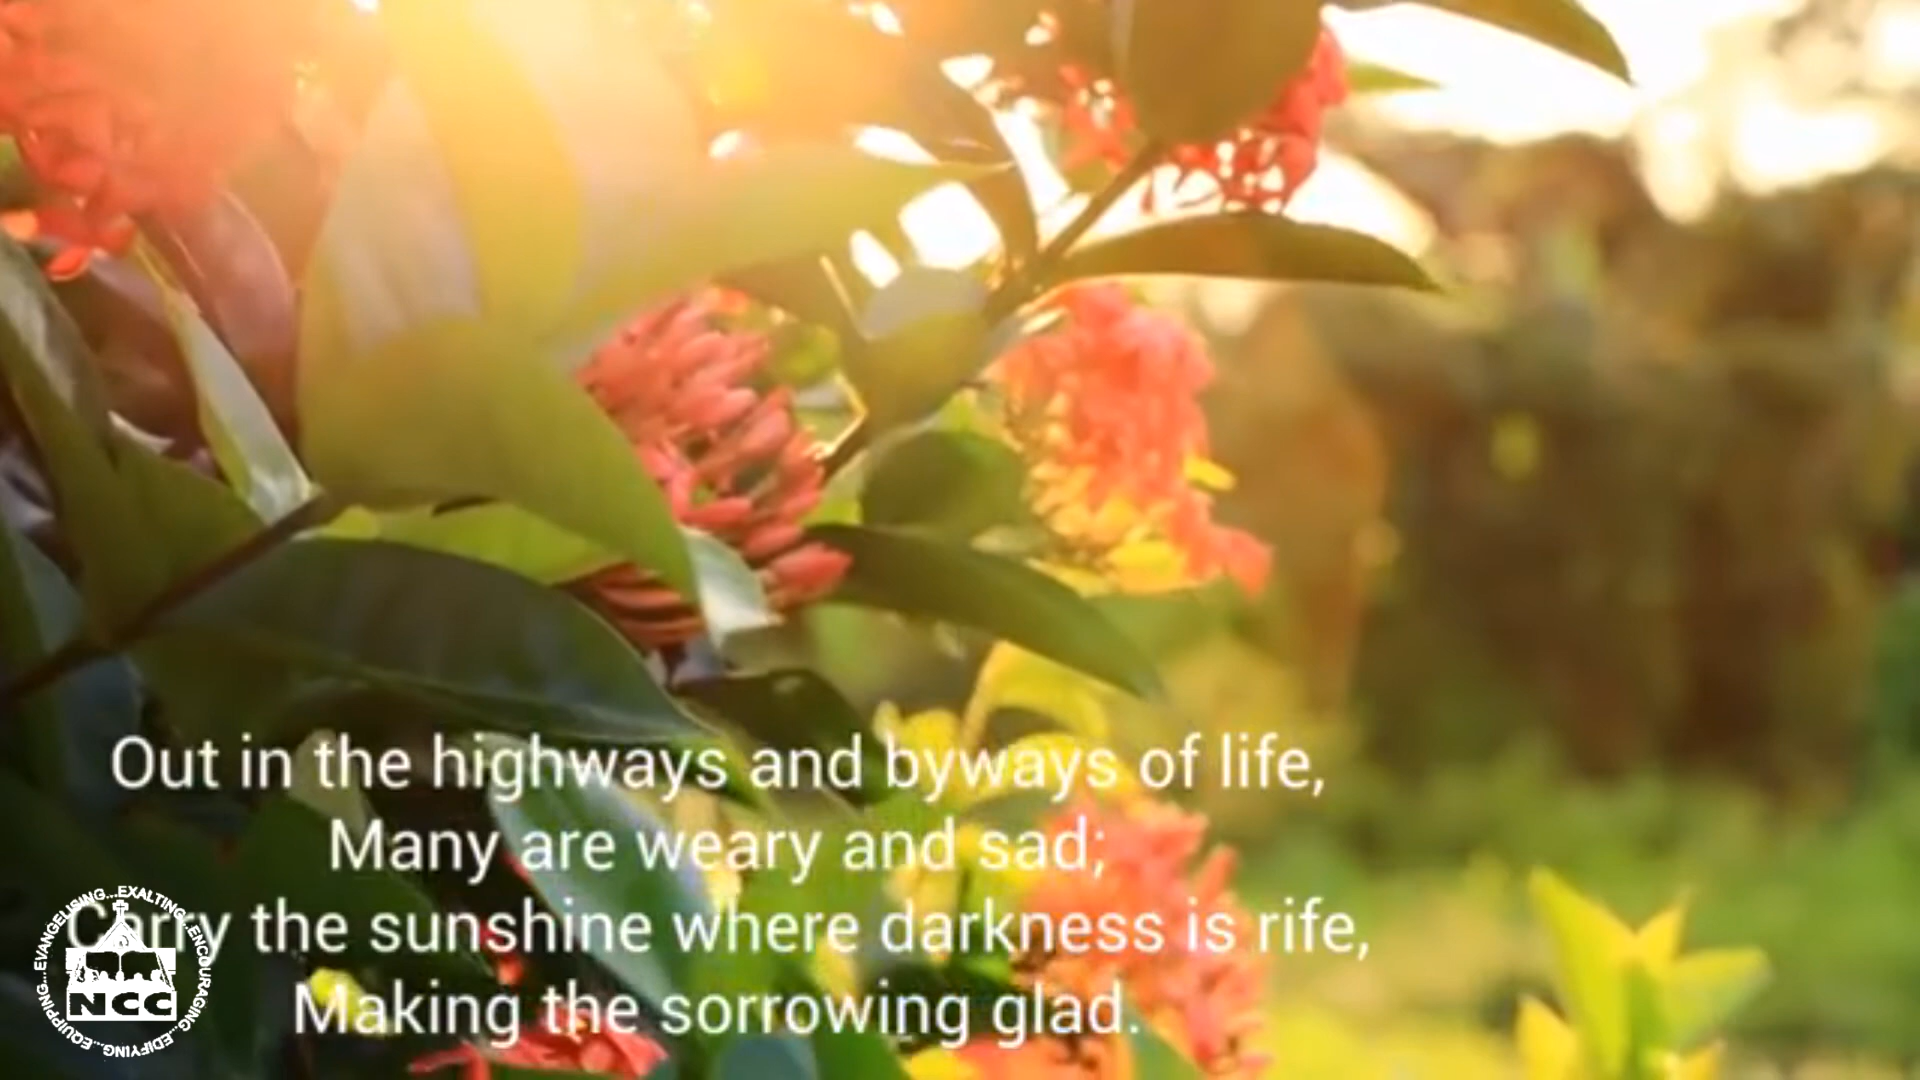 Out in the highways and byways of life,
Many are weary and sad;
Carry the sunshine where darkness is rife,
Making the sorrowing glad.
EQUIPPING...EVANGELISING...EXALTING...ENCOURAGING...EDIFYING...
NCC